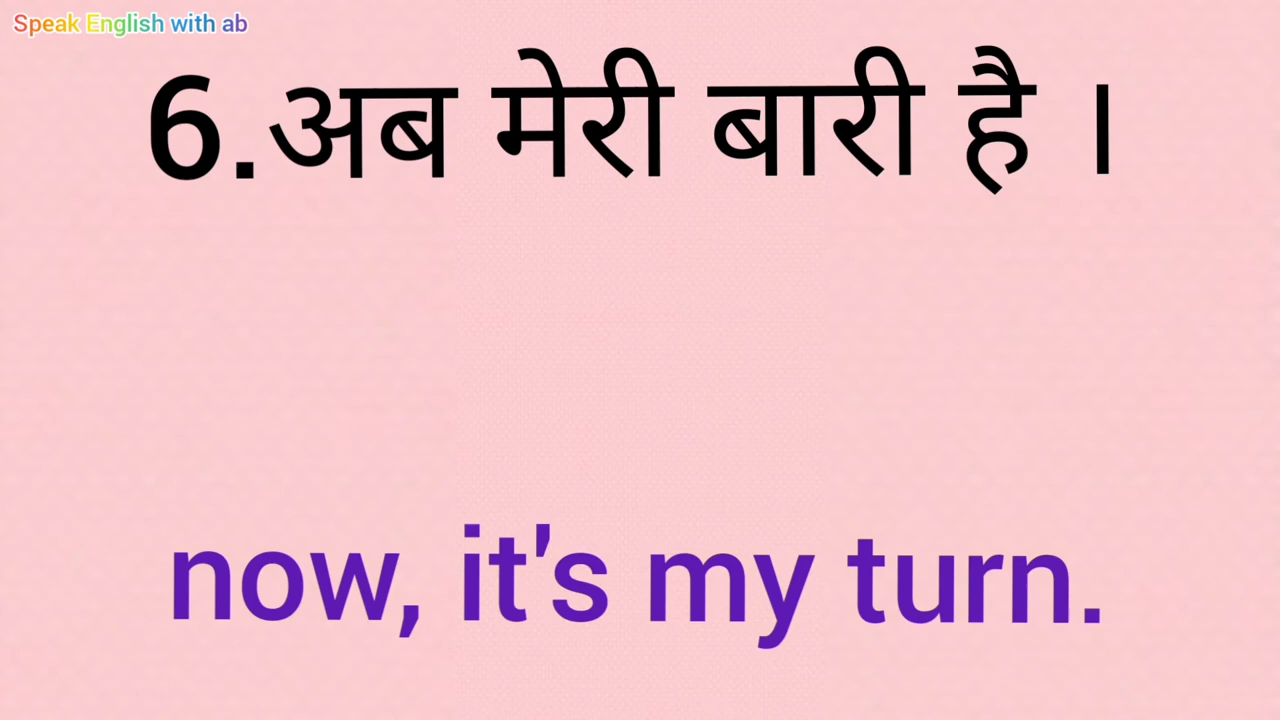 Speak English with ab
6.अब मेरी बारी है ।
now, it's my turn.